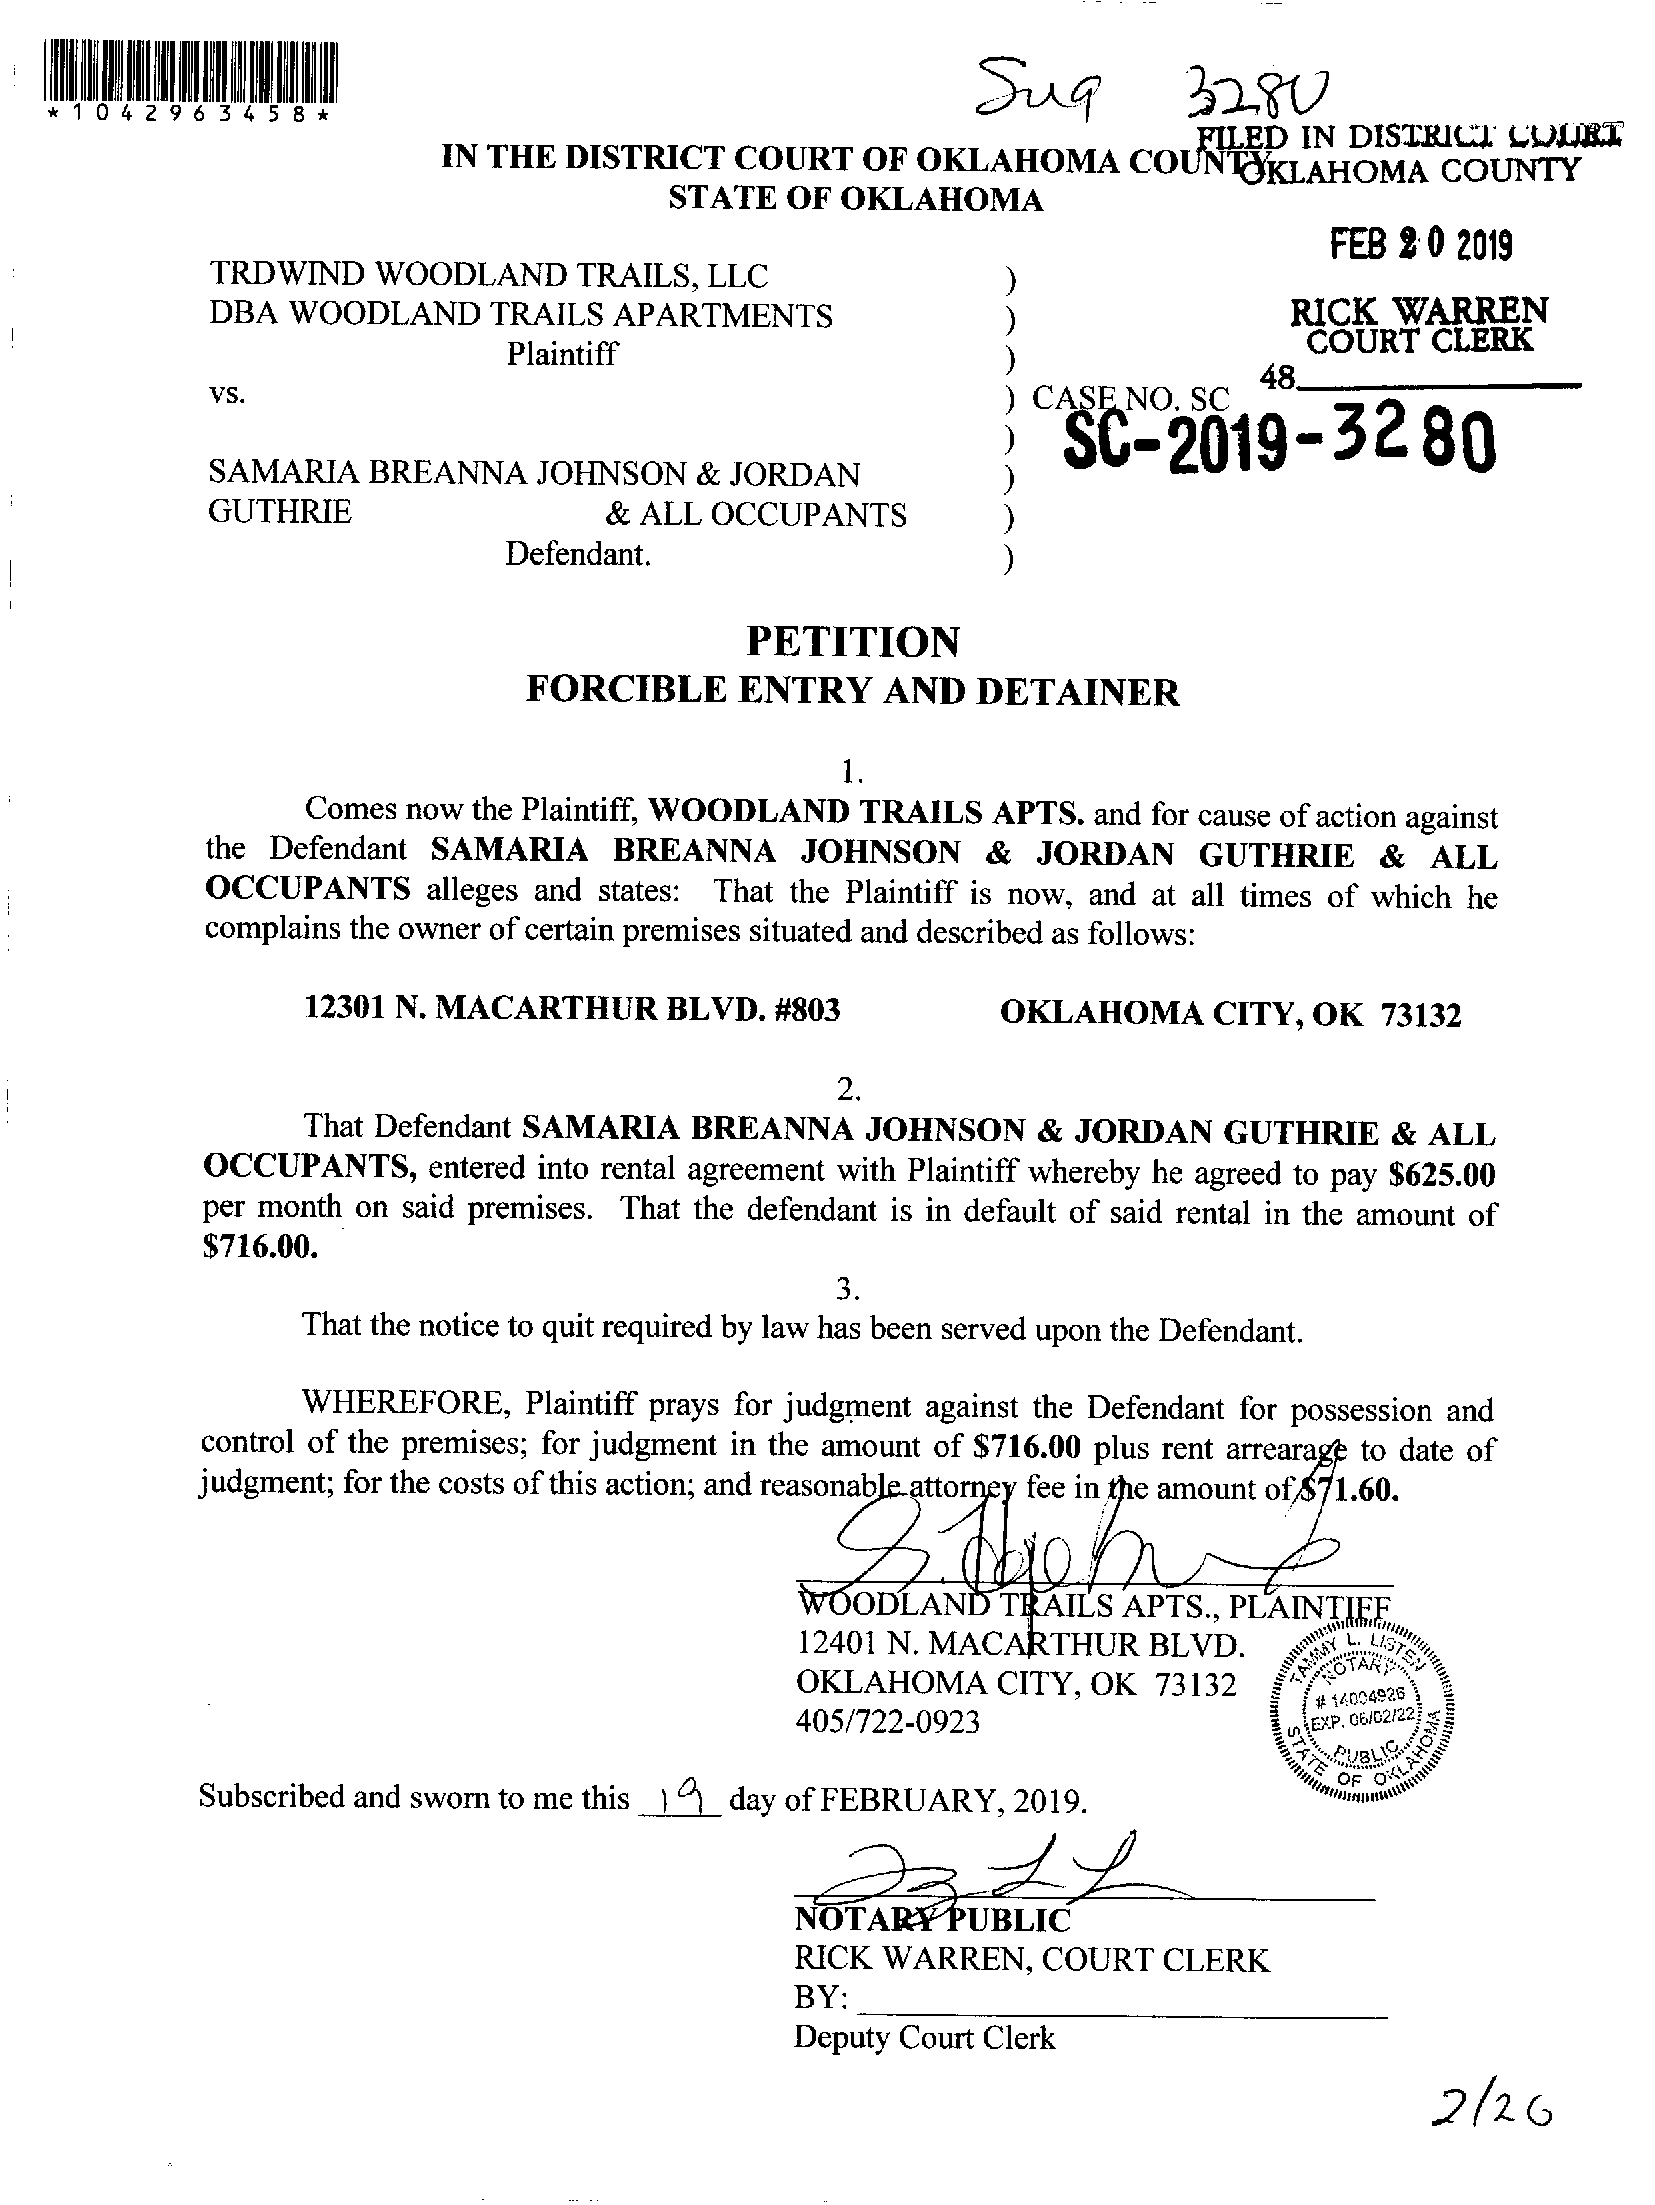 *1042963458*
3280
FILED IN DISTRICT COURT
OKLAHOMA COUNTY
IN THE DISTRICT COURT OF OKLAHOMA COUNTY
STATE OF OKLAHOMA
FEB 20 2019
RICK WARREN
COURT CLERK
48
TRDWIND WOODLAND TRAILS, LLC )
DBA WOODLAND TRAILS APARTMENTS )
Plaintiff )
vs. ) CASE NO. SC
) SC-2019-3280
SAMARIA BREANNA JOHNSON & JORDAN )
GUTHRIE & ALL OCCUPANTS )
Defendant. )
PETITION
FORCIBLE ENTRY AND DETAINER
1.
Comes now the Plaintiff, WOODLAND TRAILS APTS. and for cause of action against
the Defendant SAMARIA BREANNA JOHNSON & JORDAN GUTHRIE & ALL
OCCUPANTS alleges and states: That the Plaintiff is now, and at all times of which he
complains the owner of certain premises situated and described as follows:
12301 N. MACARTHUR BLVD. #803 OKLAHOMA CITY, OK 73132
2.
That Defendant SAMARIA BREANNA JOHNSON & JORDAN GUTHRIE & ALL
OCCUPANTS, entered into rental agreement with Plaintiff whereby he agreed to pay $625.00
per month on said premises. That the defendant is in default of said rental in the amount of
$716.00.
3.
That the notice to quit required by law has been served upon the Defendant.
WHEREFORE, Plaintiff prays for judgment against the Defendant for possession and
control of the premises; for judgment in the amount of $716.00 plus rent arrearage to date of
judgment; for the costs of this action; and reasonable attorney fee in the amount of $71.60.
WOODLAND TRAILS APTS., PLAINTIFF
12401 N. MACARTHUR BLVD.
OKLAHOMA CITY, OK 73132
405/722-0923
TAMMY L. LISTEN
NOTARY
# 14004926
EXP. 06/02/22
PUBLIC
STATE OF OKLAHOMA
Subscribed and sworn to me this 19 day of FEBRUARY, 2019.
NOTARY PUBLIC
RICK WARREN, COURT CLERK
BY:
Deputy Court Clerk
2/26